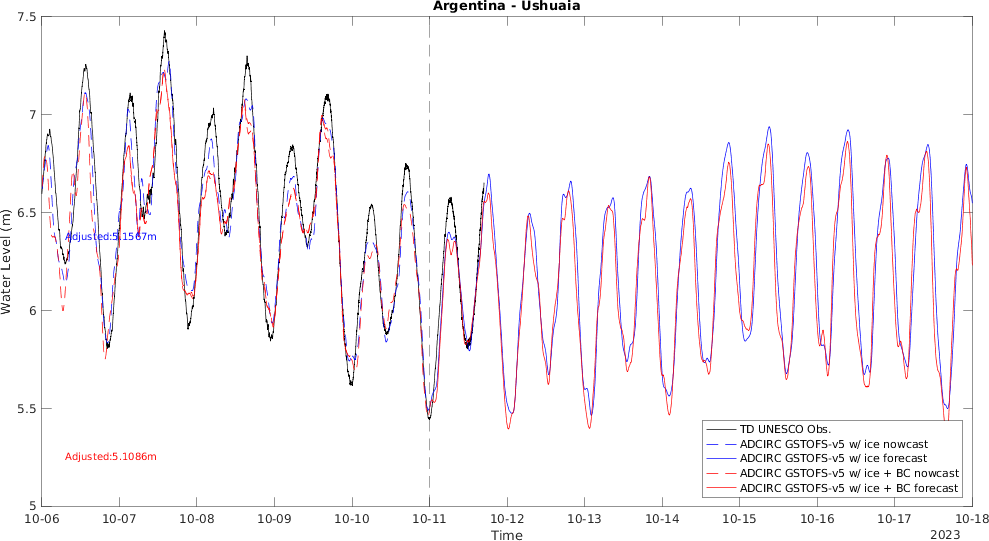 Argentina - Ushuaia
7.5
7
6.5
6
5.5
5
Water Level (m)
Adjusted:5.1567m
Adjusted:5.1086m
TD UNESCO Obs.
ADCIRC GSTOFS-v5 w/ ice nowcast
ADCIRC GSTOFS-v5 w/ ice forecast
ADCIRC GSTOFS-v5 w/ ice + BC nowcast
ADCIRC GSTOFS-v5 w/ ice + BC forecast
10-06 10-07 10-08 10-09 10-10 10-11 10-12 10-13 10-14 10-15 10-16 10-17 10-18
Time
2023